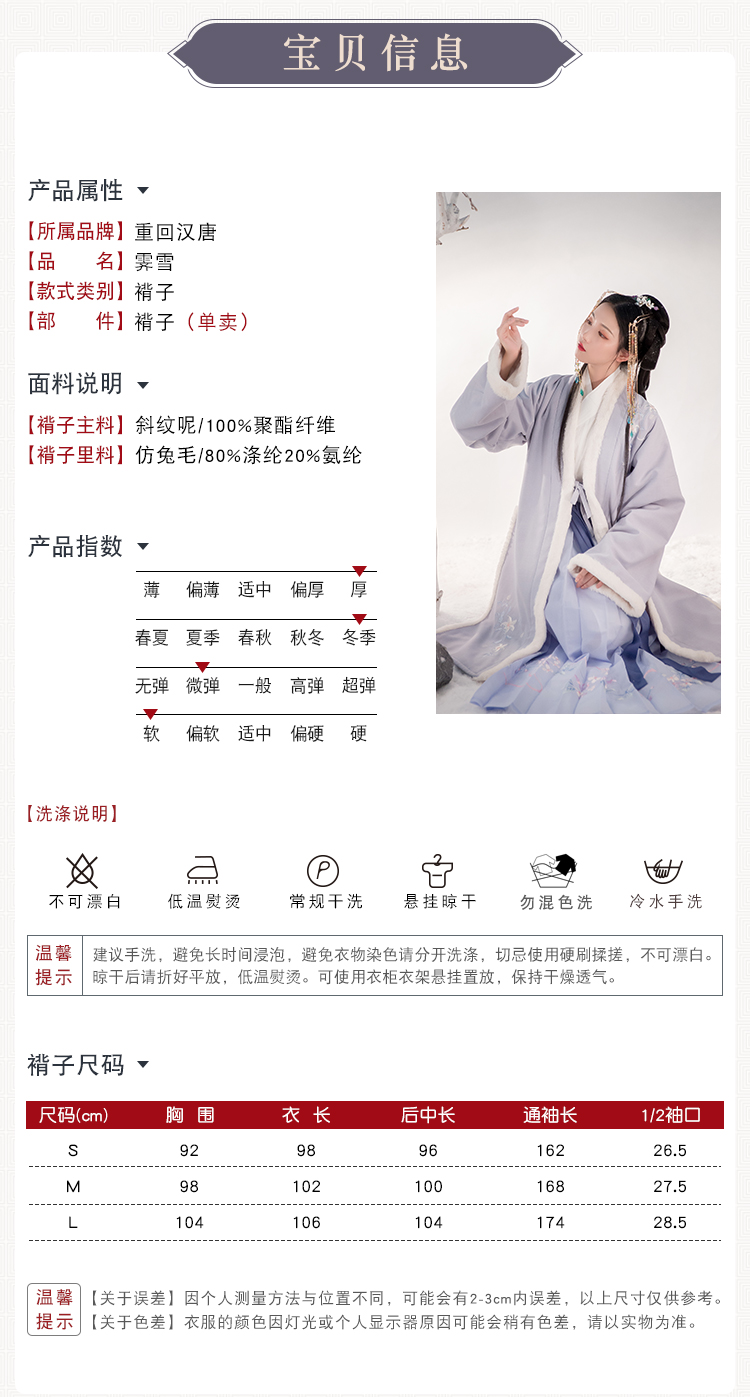 宝贝信息
产品属性
【所属品牌】重回汉唐
【品　　名】霁雪
【款式类别】褙子
【部　　件】褙子（单卖）
面料说明
【褙子主料】斜纹呢/100%聚酯纤维
【褙子里料】仿兔毛/80%涤纶20%氨纶
产品指数
薄 偏薄 适中 偏厚 厚
春夏 夏季 春秋 秋冬 冬季
无弹 微弹 一般 高弹 超弹
软 偏软 适中 偏硬 硬
【洗涤说明】
不可漂白 低温熨烫 常规干洗 悬挂晾干 勿混色洗 冷水手洗
温馨提示
建议手洗，避免长时间浸泡，避免衣物染色请分开洗涤，切忌使用硬刷揉搓，不可漂白。
晾干后请折好平放，低温熨烫。可使用衣柜衣架悬挂置放，保持干燥透气。
褙子尺码
尺码(cm) 胸 围 衣 长 后中长 通袖长 1/2袖口
S 92 98 96 162 26.5
M 98 102 100 168 27.5
L 104 106 104 174 28.5
温馨提示
【关于误差】因个人测量方法与位置不同，可能会有2-3cm内误差，以上尺寸仅供参考。
【关于色差】衣服的颜色因灯光或个人显示器原因可能会稍有色差，请以实物为准。